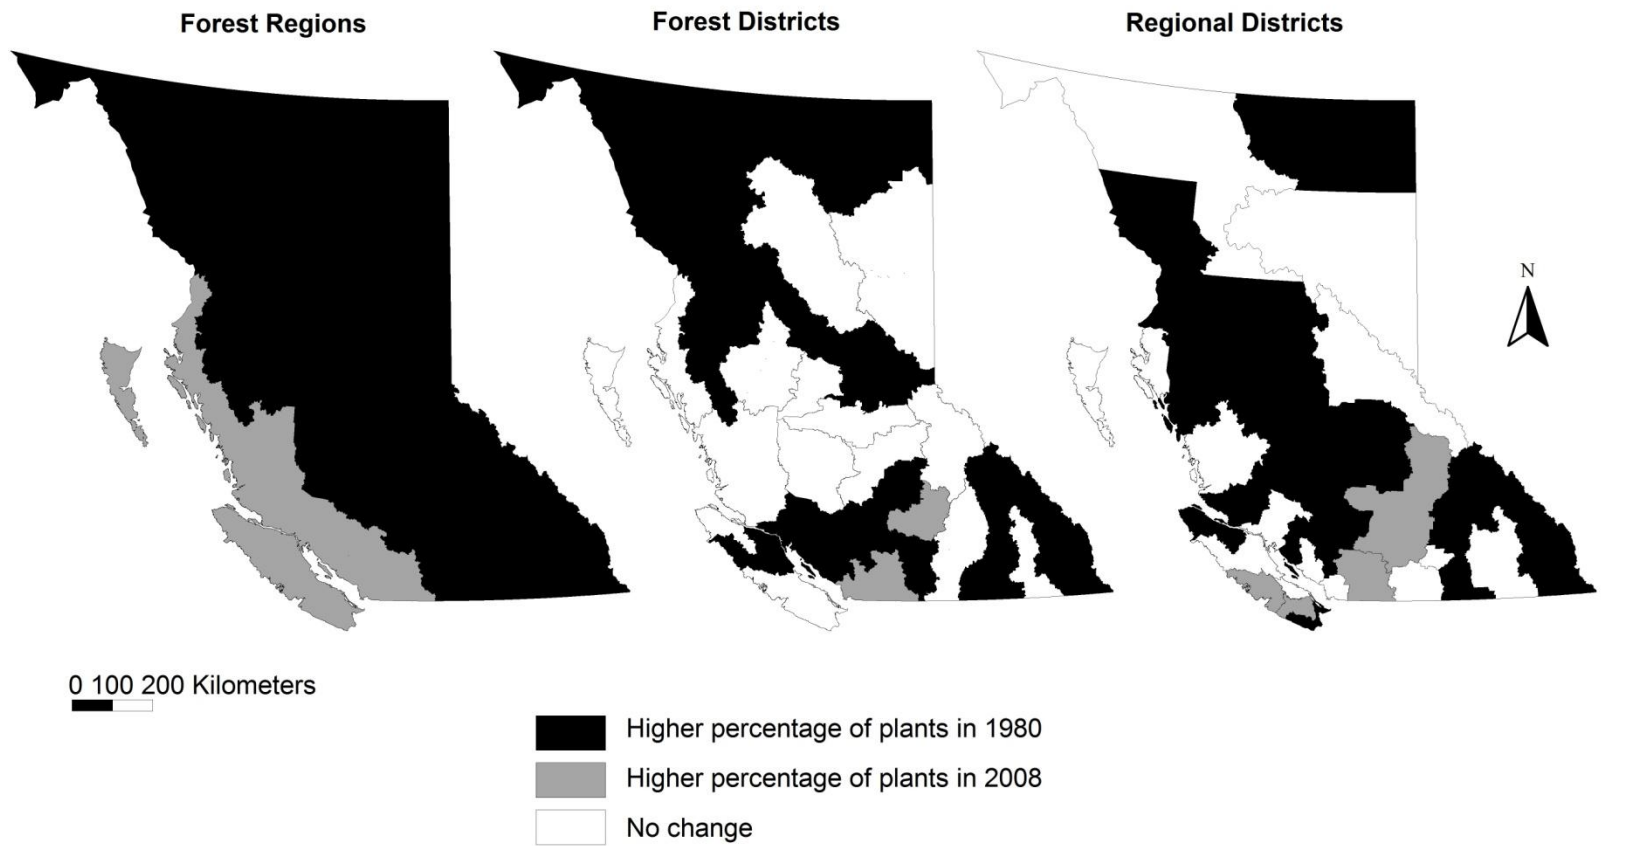 Forest Regions
Forest Districts
Regional Districts
N
0 100 200 Kilometers
Higher percentage of plants in 1980
Higher percentage of plants in 2008
No change